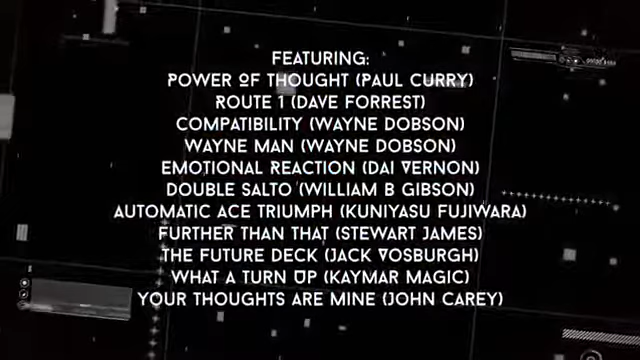 FEATURING:
POWER OF THOUGHT (PAUL CURRY)
ROUTE 1 (DAVE FORREST)
COMPATIBILITY (WAYNE DOBSON)
WAYNE MAN (WAYNE DOBSON)
EMOTIONAL REACTION (DAI VERNON)
DOUBLE SALTO (WILLIAM B GIBSON)
AUTOMATIC ACE TRIUMPH (KUNIYASU FUJIWARA)
FURTHER THAN THAT (STEWART JAMES)
THE FUTURE DECK (JACK VOSBURGH)
WHAT A TURN UP (KAYMAR MAGIC)
YOUR THOUGHTS ARE MINE (JOHN CAREY)